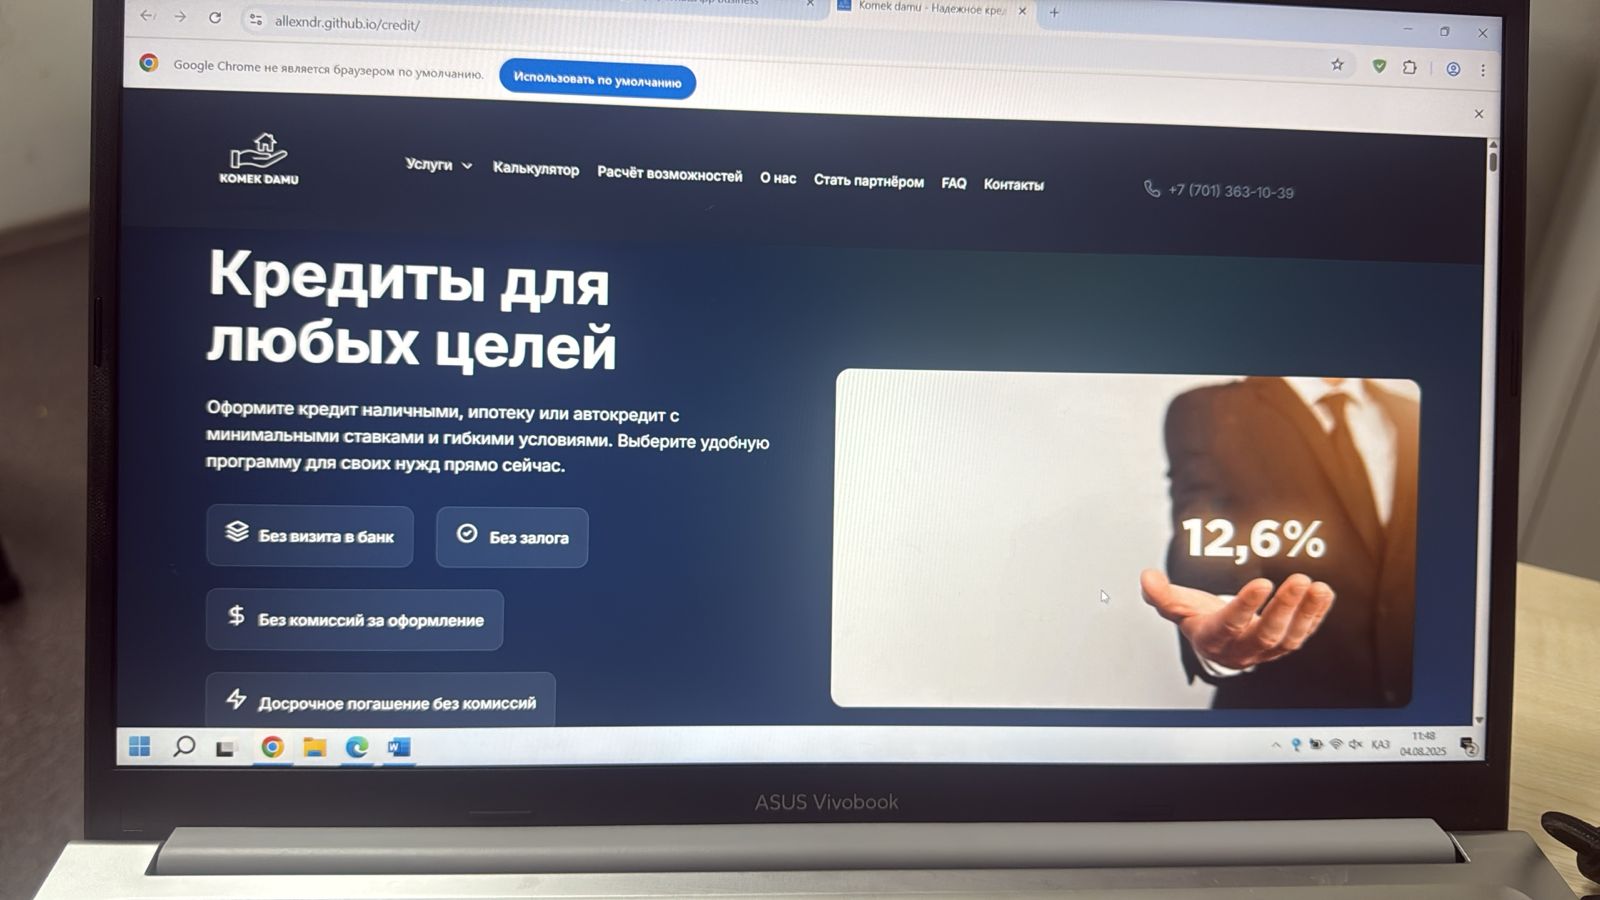 Komek damu - Надежное кре
allexndr.github.io/credit/
Google Chrome не является браузером по умолчанию.
Использовать по умолчанию
KOMEK DAMU
Услуги
Калькулятор
Расчёт возможностей
О нас
Стать партнёром
FAQ
Контакты
+7 (701) 363-10-39
Кредиты для
любых целей
Оформите кредит наличными, ипотеку или автокредит с
минимальными ставками и гибкими условиями. Выберите удобную
программу для своих нужд прямо сейчас.
Без визита в банк
Без залога
Без комиссий за оформление
Досрочное погашение без комиссий
12,6%
ҚАЗ
11:48
04.08.2025
2
ASUS Vivobook